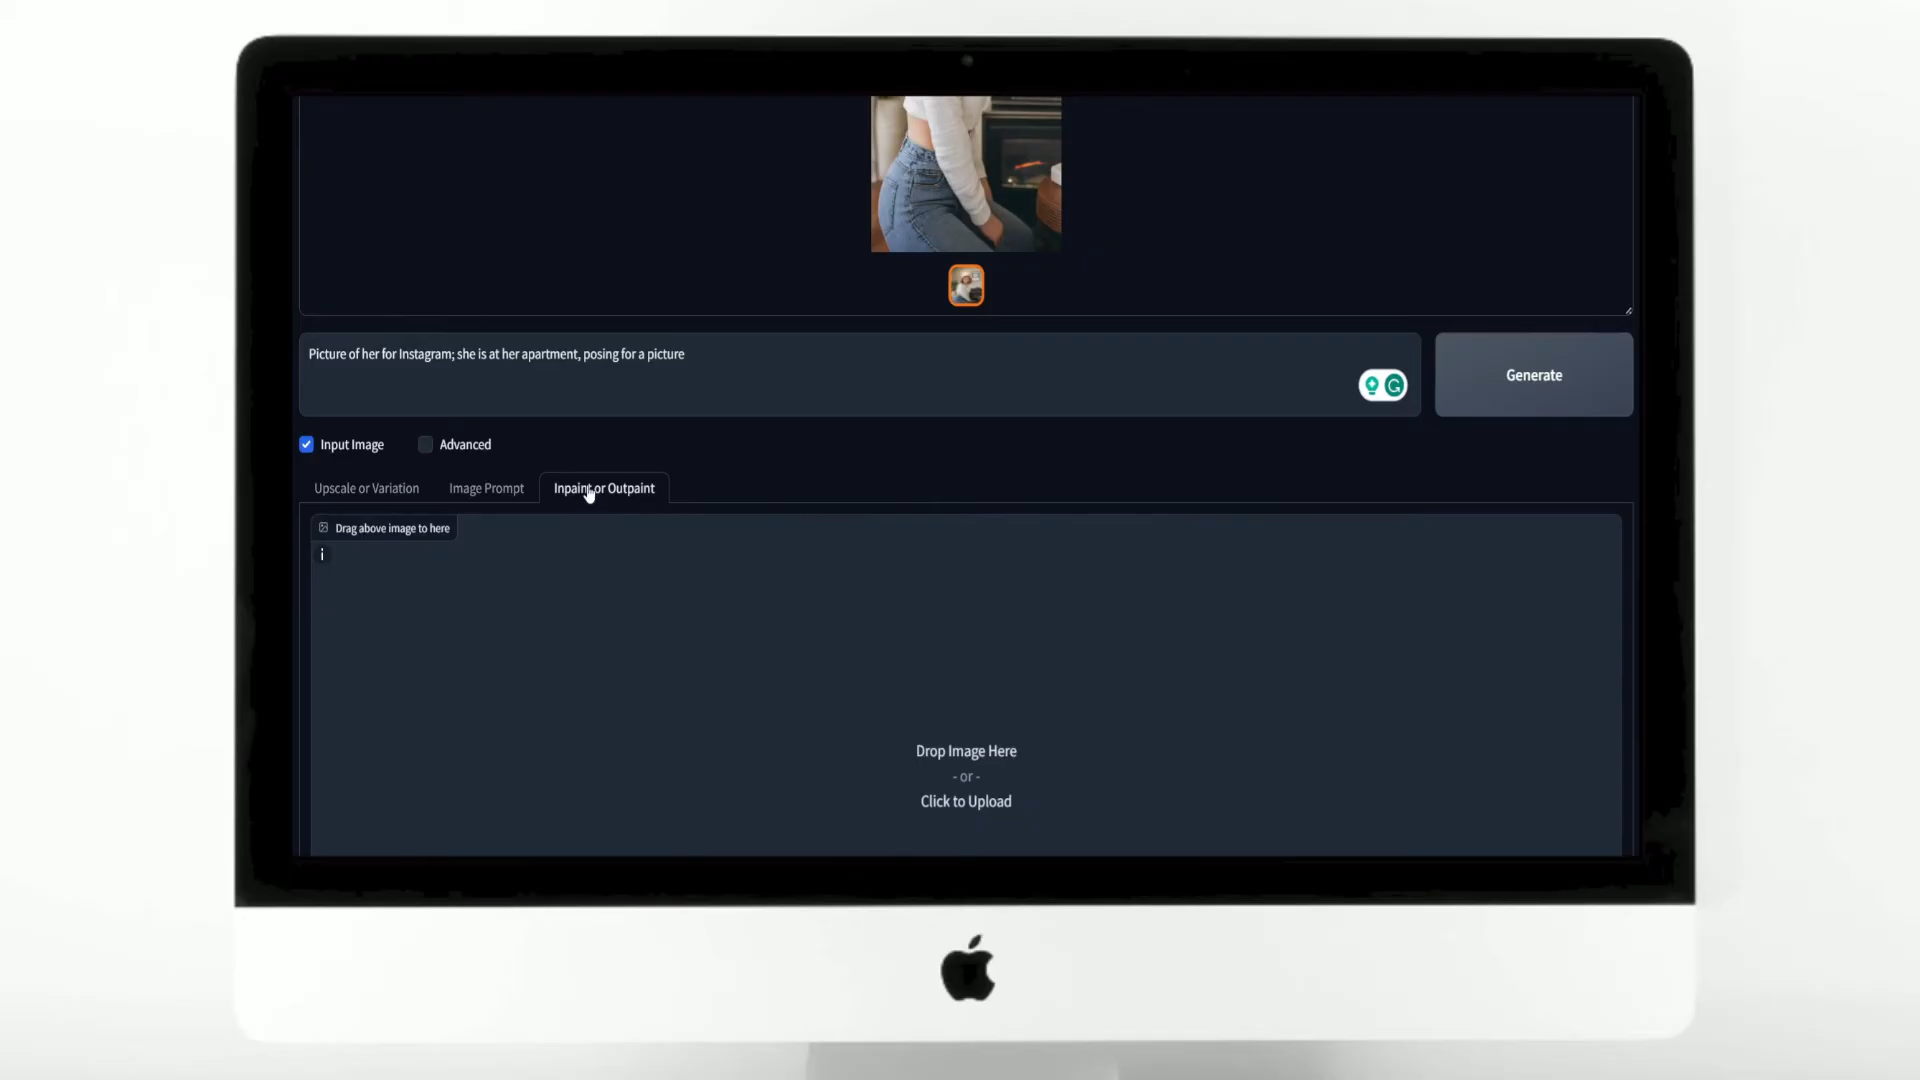 Picture of her for Instagram; she is at her apartment, posing for a picture
Generate
Input Image
Advanced
Upscale or Variation
Image Prompt
Inpaint or Outpaint
Drag above image to here
i
Drop Image Here
- or -
Click to Upload